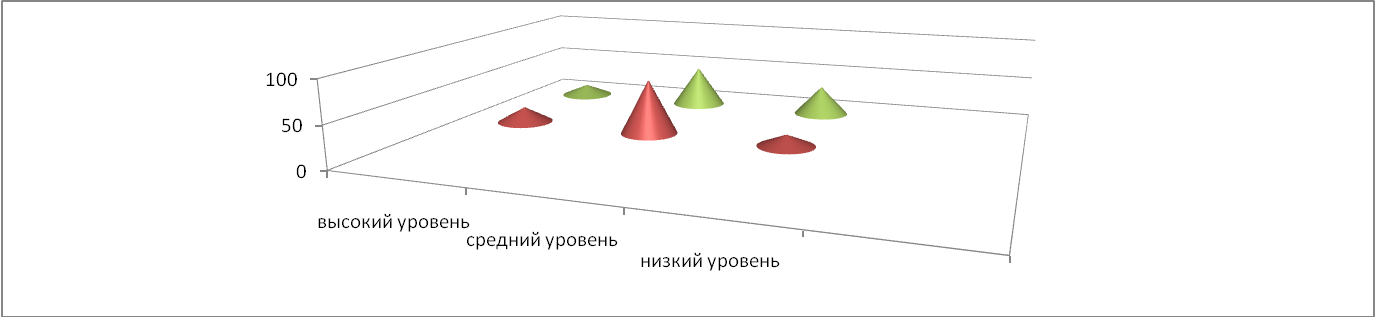 100
50
0
высокий уровень
средний уровень
низкий уровень